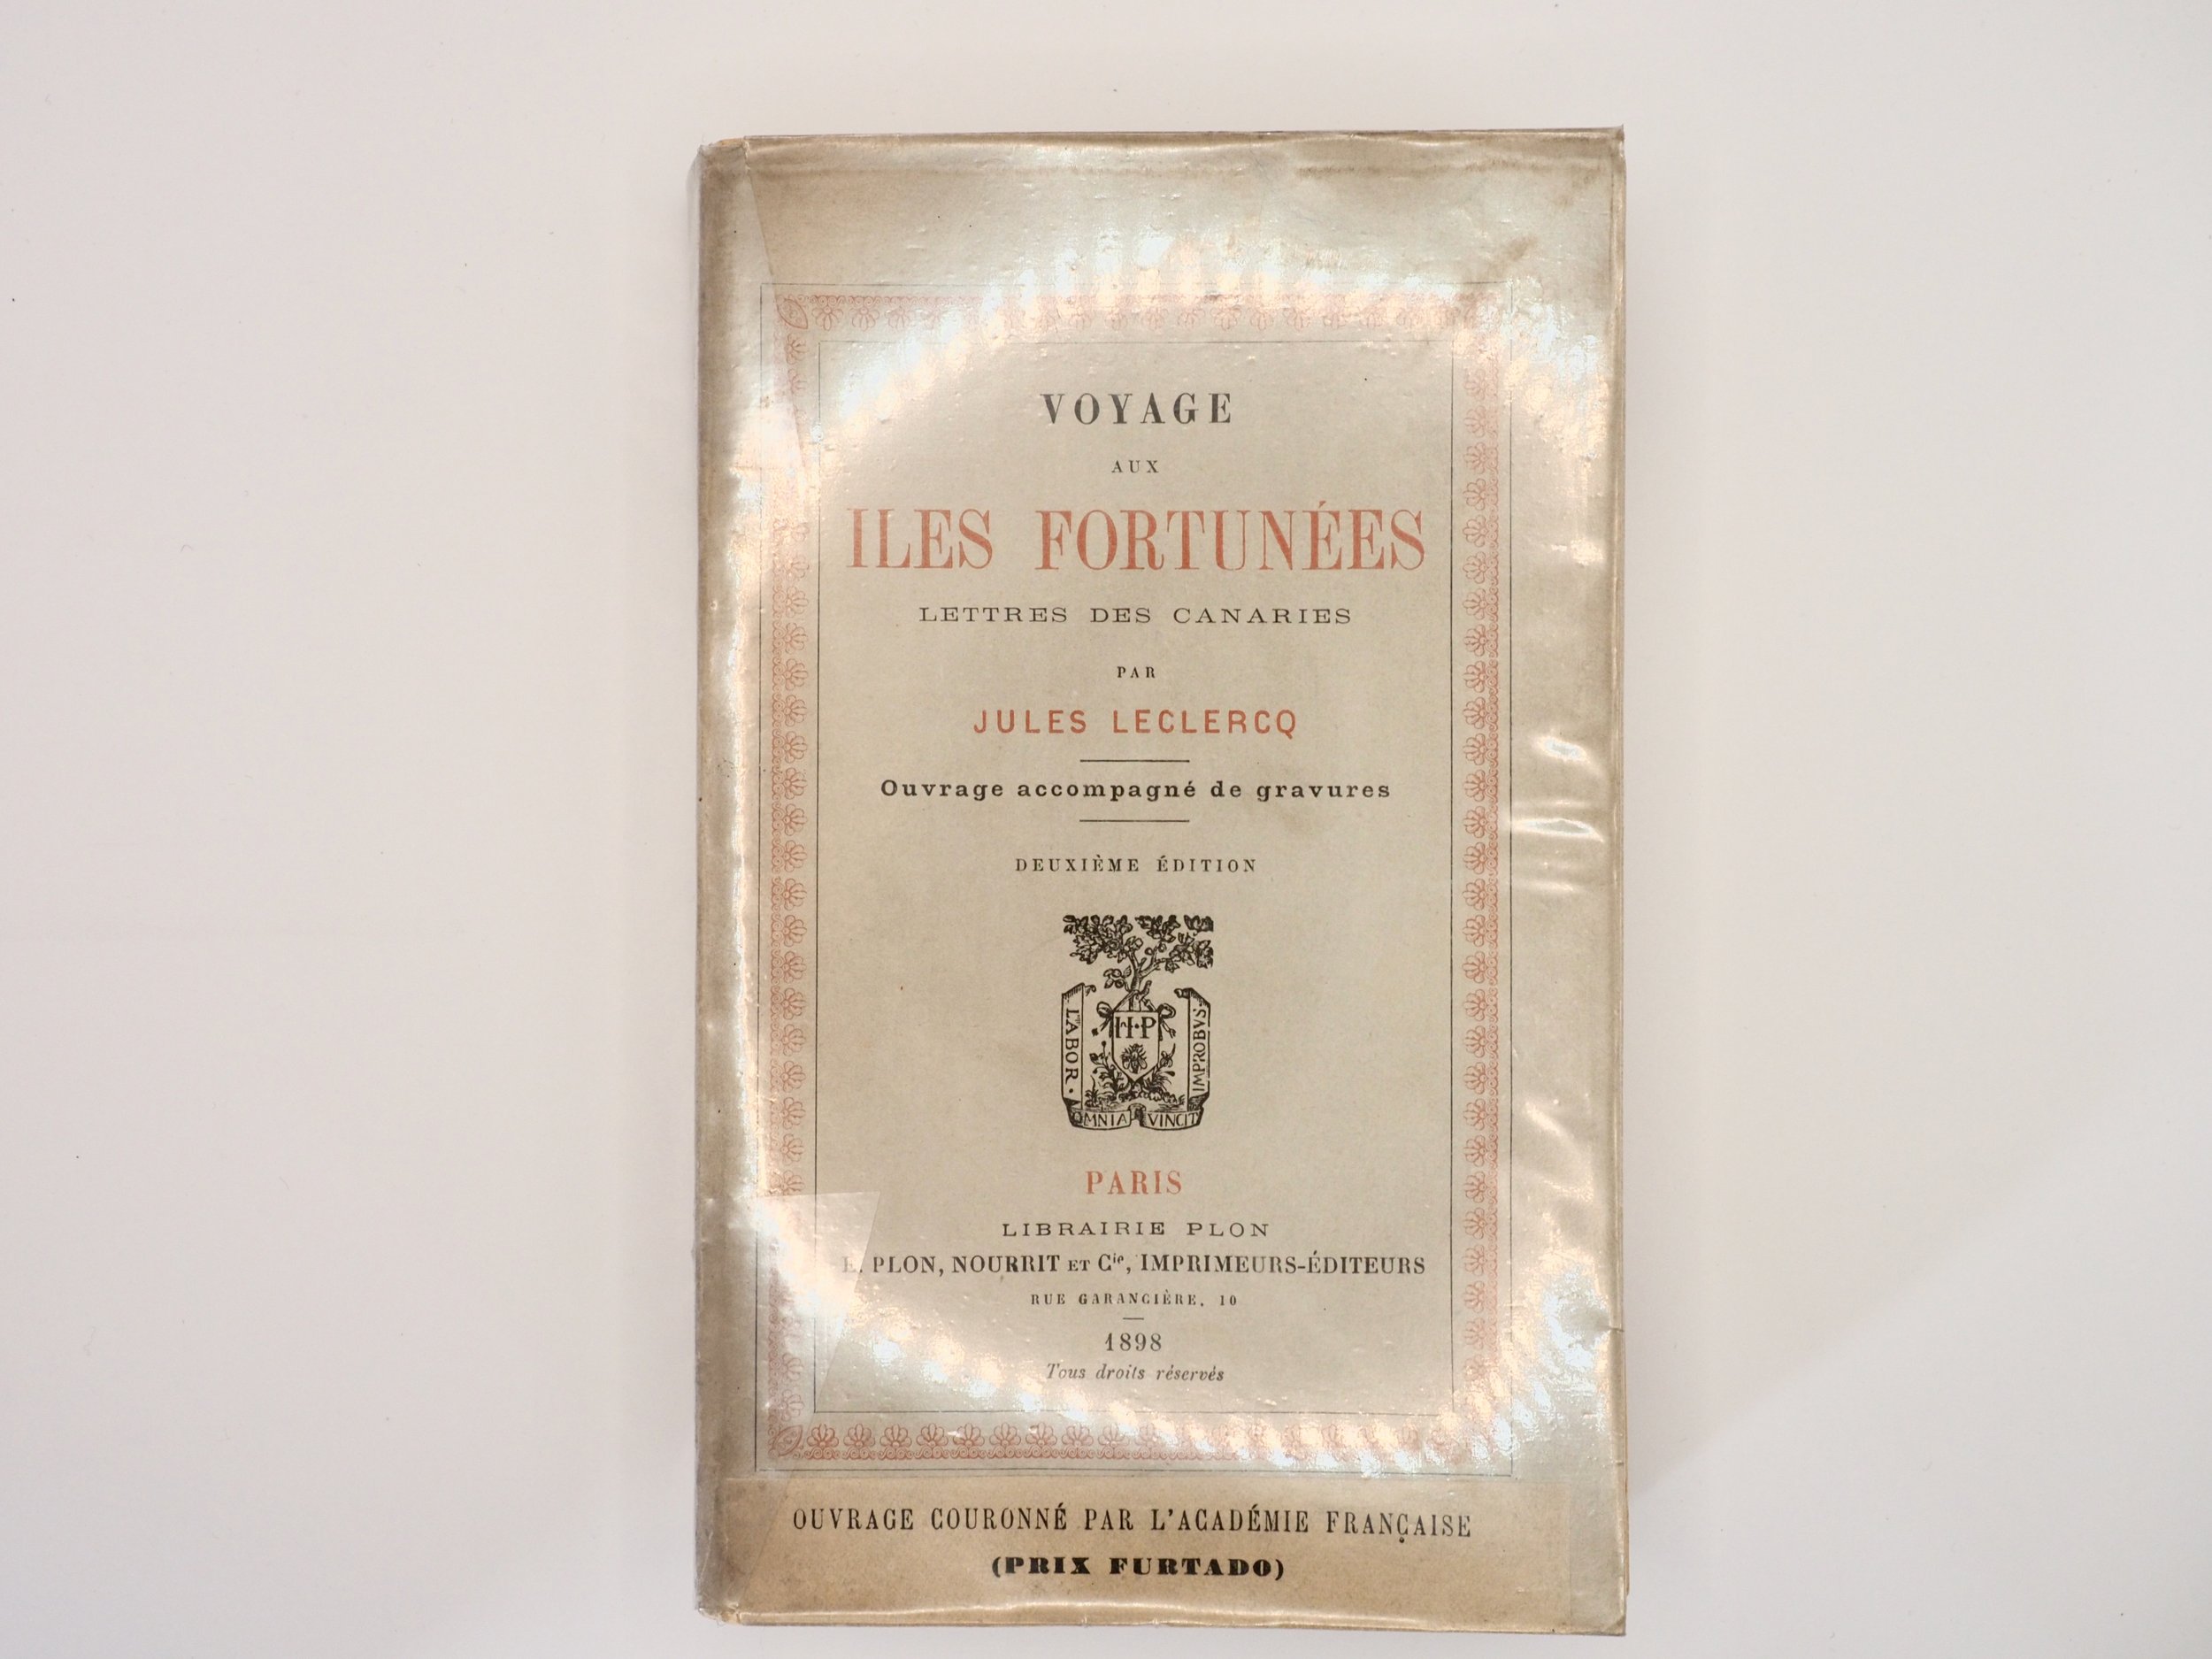 VOYAGE
AUX
ILES FORTUNÉES
LETTRES DES CANARIES
PAR
JULES LECLERCQ
Ouvrage accompagné de gravures
DEUXIÈME ÉDITION
H·P
LABOR·
IMPROBVS·
OMNIA VINCIT
PARIS
LIBRAIRIE PLON
E. PLON, NOURRIT ET Cie, IMPRIMEURS-ÉDITEURS
RUE GARANCIÈRE, 10
1898
Tous droits réservés
OUVRAGE COURONNÉ PAR L'ACADÉMIE FRANÇAISE
(PRIX FURTADO)